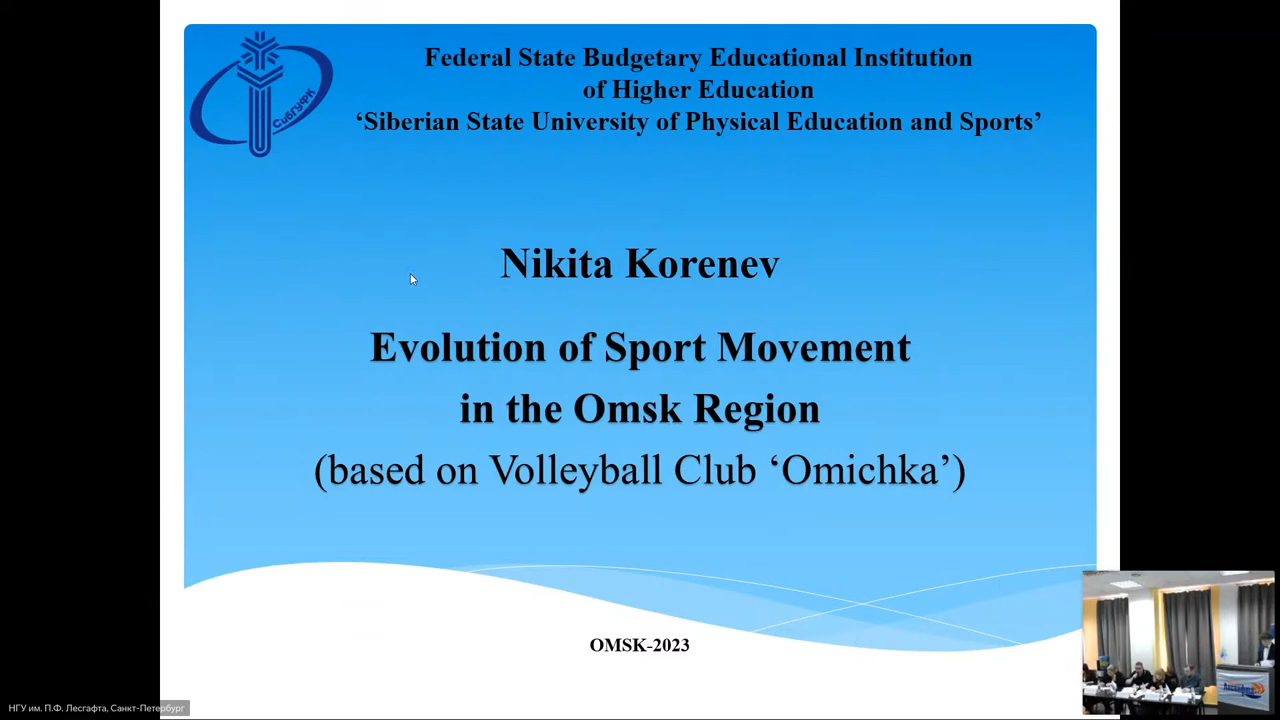 Federal State Budgetary Educational Institution
of Higher Education
‘Siberian State University of Physical Education and Sports’
СибГУФК
Nikita Korenev
Evolution of Sport Movement
in the Omsk Region
(based on Volleyball Club ‘Omichka’)
OMSK-2023
НГУ им. П.Ф. Лесгафта, Санкт-Петербург